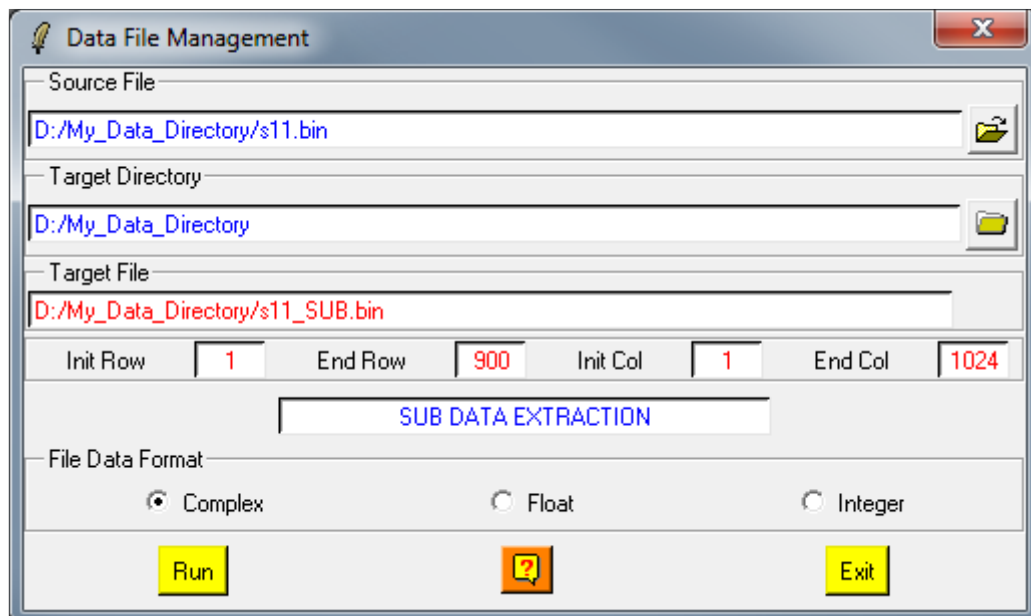 Data File Management
Source File
D:/My_Data_Directory/s11.bin
Target Directory
D:/My_Data_Directory
Target File
D:/My_Data_Directory/s11_SUB.bin
Init Row 1 End Row 900 Init Col 1 End Col 1024
SUB DATA EXTRACTION
File Data Format
Complex Float Integer
Run ? Exit